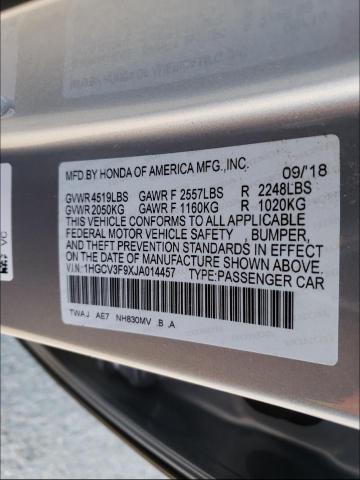 MFD.BY HONDA OF AMERICA MFG.,INC. 09/'18
GVWR 4519LBS GAWR F 2557LBS R 2248LBS
GVWR 2050KG GAWR F 1160KG R 1020KG
THIS VEHICLE CONFORMS TO ALL APPLICABLE
FEDERAL MOTOR VEHICLE SAFETY, BUMPER,
AND THEFT PREVENTION STANDARDS IN EFFECT
ON THE DATE OF MANUFACTURE SHOWN ABOVE.
V.I.N.:1HGCV3F9XJA014457 TYPE:PASSENGER CAR
TWAJ AE7 NH830MV .B .A
VC